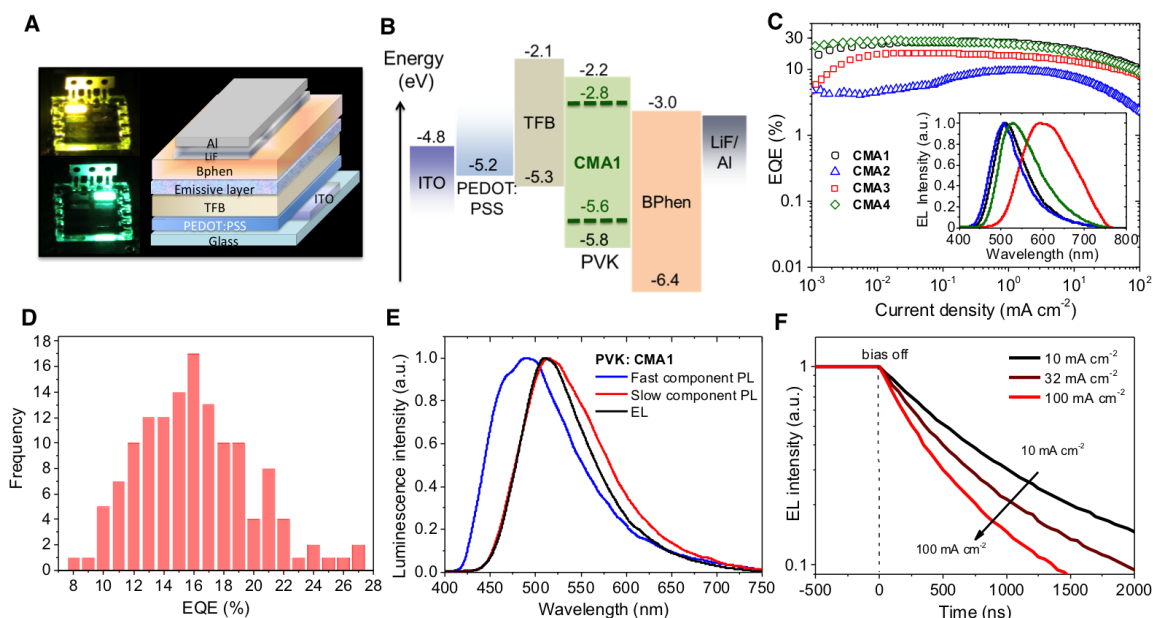 A
Al
LiF
Bphen
Emissive layer
TFB
ITO
PEDOT:PSS
Glass
B
Energy
(eV)
-2.1
-2.2
-2.8
-3.0
-4.8
TFB
LiF/
Al
CMA1
-5.2
ITO
-5.3
PEDOT:
PSS
BPhen
-5.6
-5.8
PVK
-6.4
C
EQE (%)
30
10
1
0.1
0.01
CMA1
CMA2
CMA3
CMA4
EL Intensity (a.u.)
1.0
0.8
0.6
0.4
0.2
0
400 500 600 700 800
Wavelength (nm)
10⁻³ 10⁻² 10⁻¹ 10⁰ 10¹ 10²
Current density (mA cm⁻²)
D
Frequency
18
16
14
12
10
8
6
4
2
0
8 10 12 14 16 18 20 22 24 26 28
EQE (%)
E
Luminescence intensity (a.u.)
1.0
0.8
0.6
0.4
0.2
0.0
PVK: CMA1
Fast component PL
Slow component PL
EL
400 450 500 550 600 650 700 750
Wavelength (nm)
F
EL intensity (a.u.)
1
0.1
bias off
10 mA cm⁻²
32 mA cm⁻²
100 mA cm⁻²
10 mA cm⁻²
100 mA cm⁻²
-500 0 500 1000 1500 2000
Time (ns)